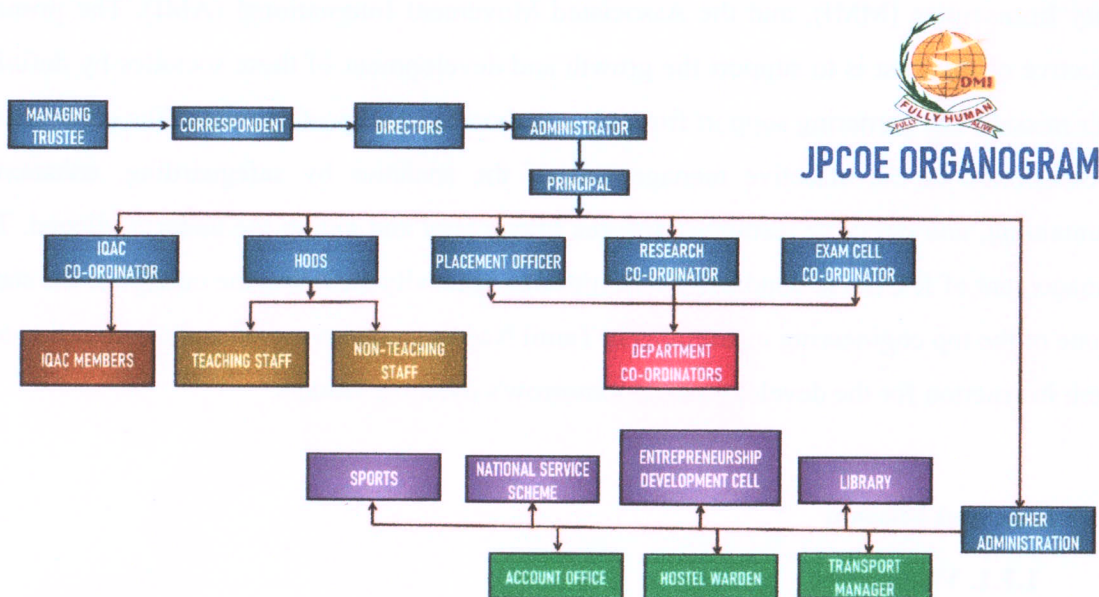 DMI
FULLY HUMAN
FULLY ALIVE
JPCOE ORGANOGRAM
MANAGING
TRUSTEE
CORRESPONDENT
DIRECTORS
ADMINISTRATOR
PRINCIPAL
IQAC
CO-ORDINATOR
HODS
PLACEMENT OFFICER
RESEARCH
CO-ORDINATOR
EXAM CELL
CO-ORDINATOR
IQAC MEMBERS
TEACHING STAFF
NON-TEACHING
STAFF
DEPARTMENT
CO-ORDINATORS
SPORTS
NATIONAL SERVICE
SCHEME
ENTREPRENEURSHIP
DEVELOPMENT CELL
LIBRARY
OTHER
ADMINISTRATION
ACCOUNT OFFICE
HOSTEL WARDEN
TRANSPORT
MANAGER